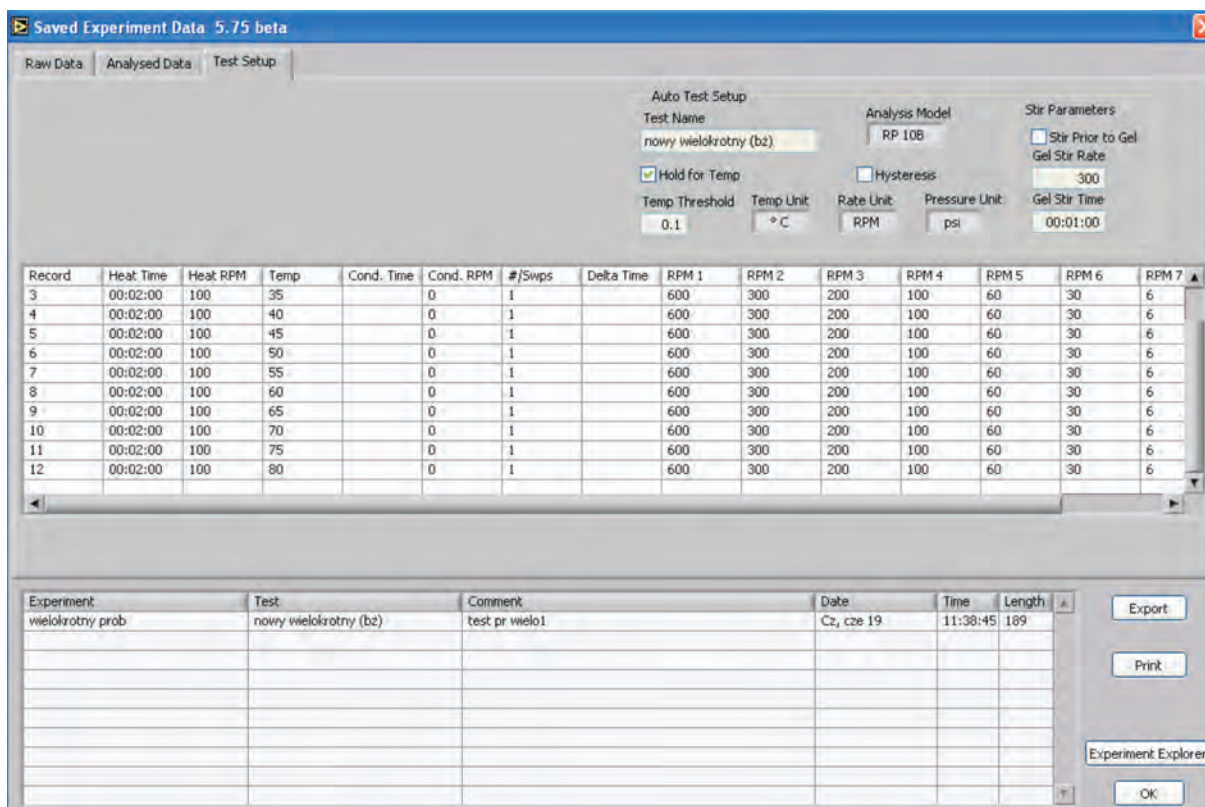 Saved Experiment Data 5.75 beta
Raw Data Analysed Data Test Setup
Auto Test Setup
Test Name
nowy wielokrotny (bż)
Analysis Model
RP 10B
Stir Parameters
Stir Prior to Gel
Gel Stir Rate
300
Hold for Temp
Hysteresis
Temp Threshold Temp Unit Rate Unit Pressure Unit Gel Stir Time
0.1 ° C RPM psi 00:01:00
Record Heat Time Heat RPM Temp Cond. Time Cond. RPM #/Swps Delta Time RPM 1 RPM 2 RPM 3 RPM 4 RPM 5 RPM 6 RPM 7
3 00:02:00 100 35 0 1 600 300 200 100 60 30 6
4 00:02:00 100 40 0 1 600 300 200 100 60 30 6
5 00:02:00 100 45 0 1 600 300 200 100 60 30 6
6 00:02:00 100 50 0 1 600 300 200 100 60 30 6
7 00:02:00 100 55 0 1 600 300 200 100 60 30 6
8 00:02:00 100 60 0 1 600 300 200 100 60 30 6
9 00:02:00 100 65 0 1 600 300 200 100 60 30 6
10 00:02:00 100 70 0 1 600 300 200 100 60 30 6
11 00:02:00 100 75 0 1 600 300 200 100 60 30 6
12 00:02:00 100 80 0 1 600 300 200 100 60 30 6
Experiment Test Comment Date Time Length
wielokrotny prob nowy wielokrotny (bż) test pr wielo1 Cz, cze 19 11:38:45 189
Export
Print
Experiment Explorer
OK